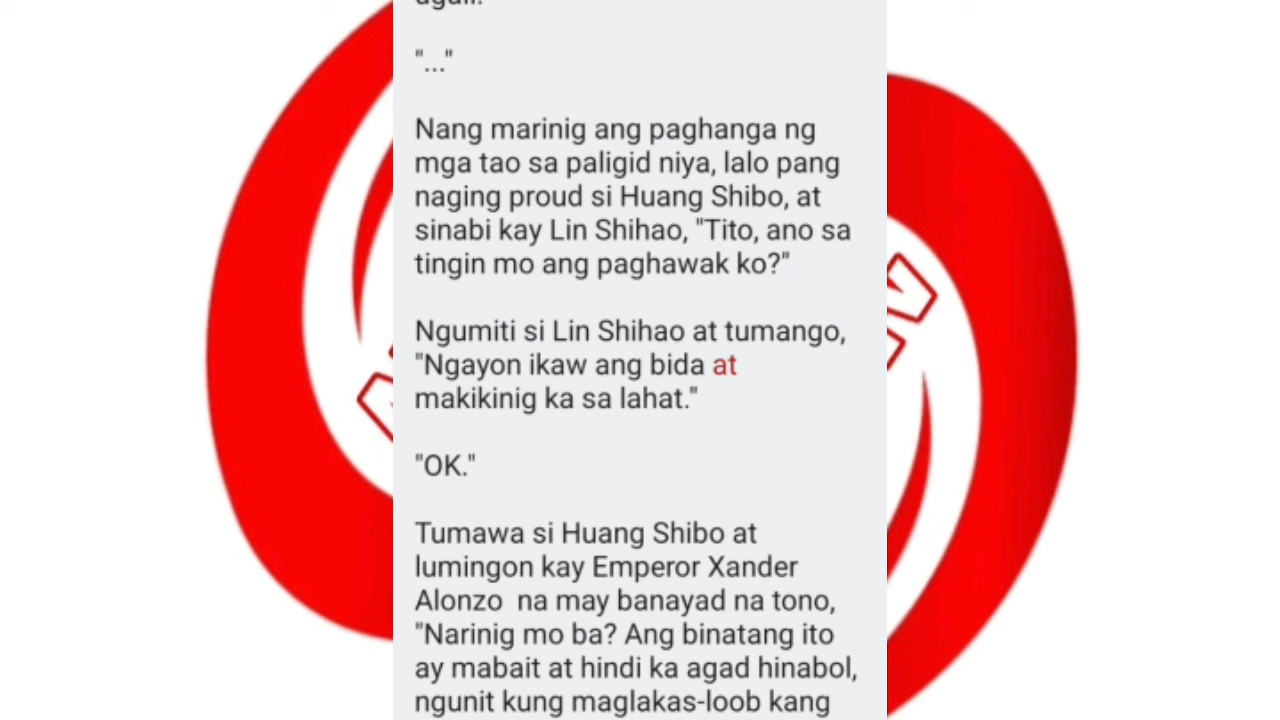 "..."
Nang marinig ang paghanga ng
mga tao sa paligid niya, lalo pang
naging proud si Huang Shibo, at
sinabi kay Lin Shihao, "Tito, ano sa
tingin mo ang paghawak ko?"
Ngumiti si Lin Shihao at tumango,
"Ngayon ikaw ang bida at
makikinig ka sa lahat."
"OK."
Tumawa si Huang Shibo at
lumingon kay Emperor Xander
Alonzo  na may banayad na tono,
"Narinig mo ba? Ang binatang ito
ay mabait at hindi ka agad hinabol,
ngunit kung maglakas-loob kang